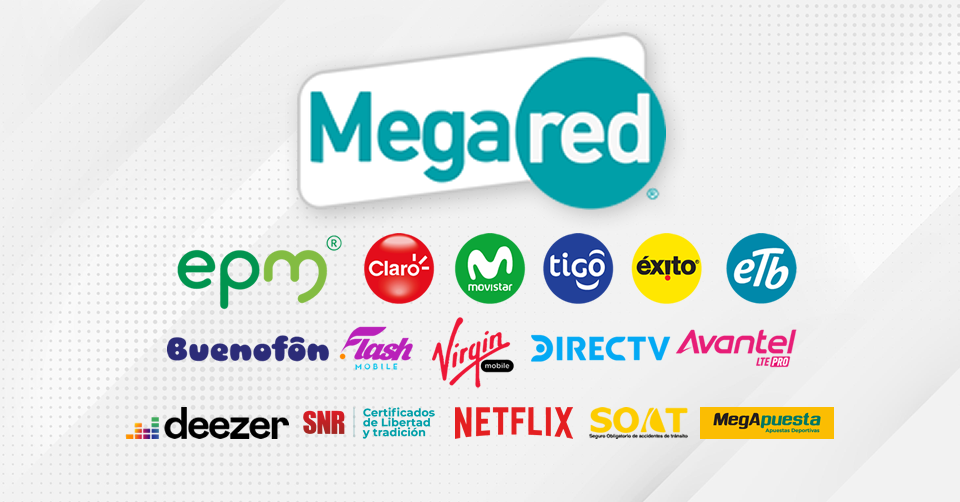 Megared®
epm®
Claro
movistar
tigo
éxito®
eTb
Buenofôn
Flash
MOBILE
Virgin
mobile
DIRECTV
Avantel
LTE PRO
deezer
SNR
Certificados
de Libertad
y tradición
NETFLIX
SOAT
Seguro Obligatorio de accidentes de tránsito
MegApuesta
Apuestas Deportivas